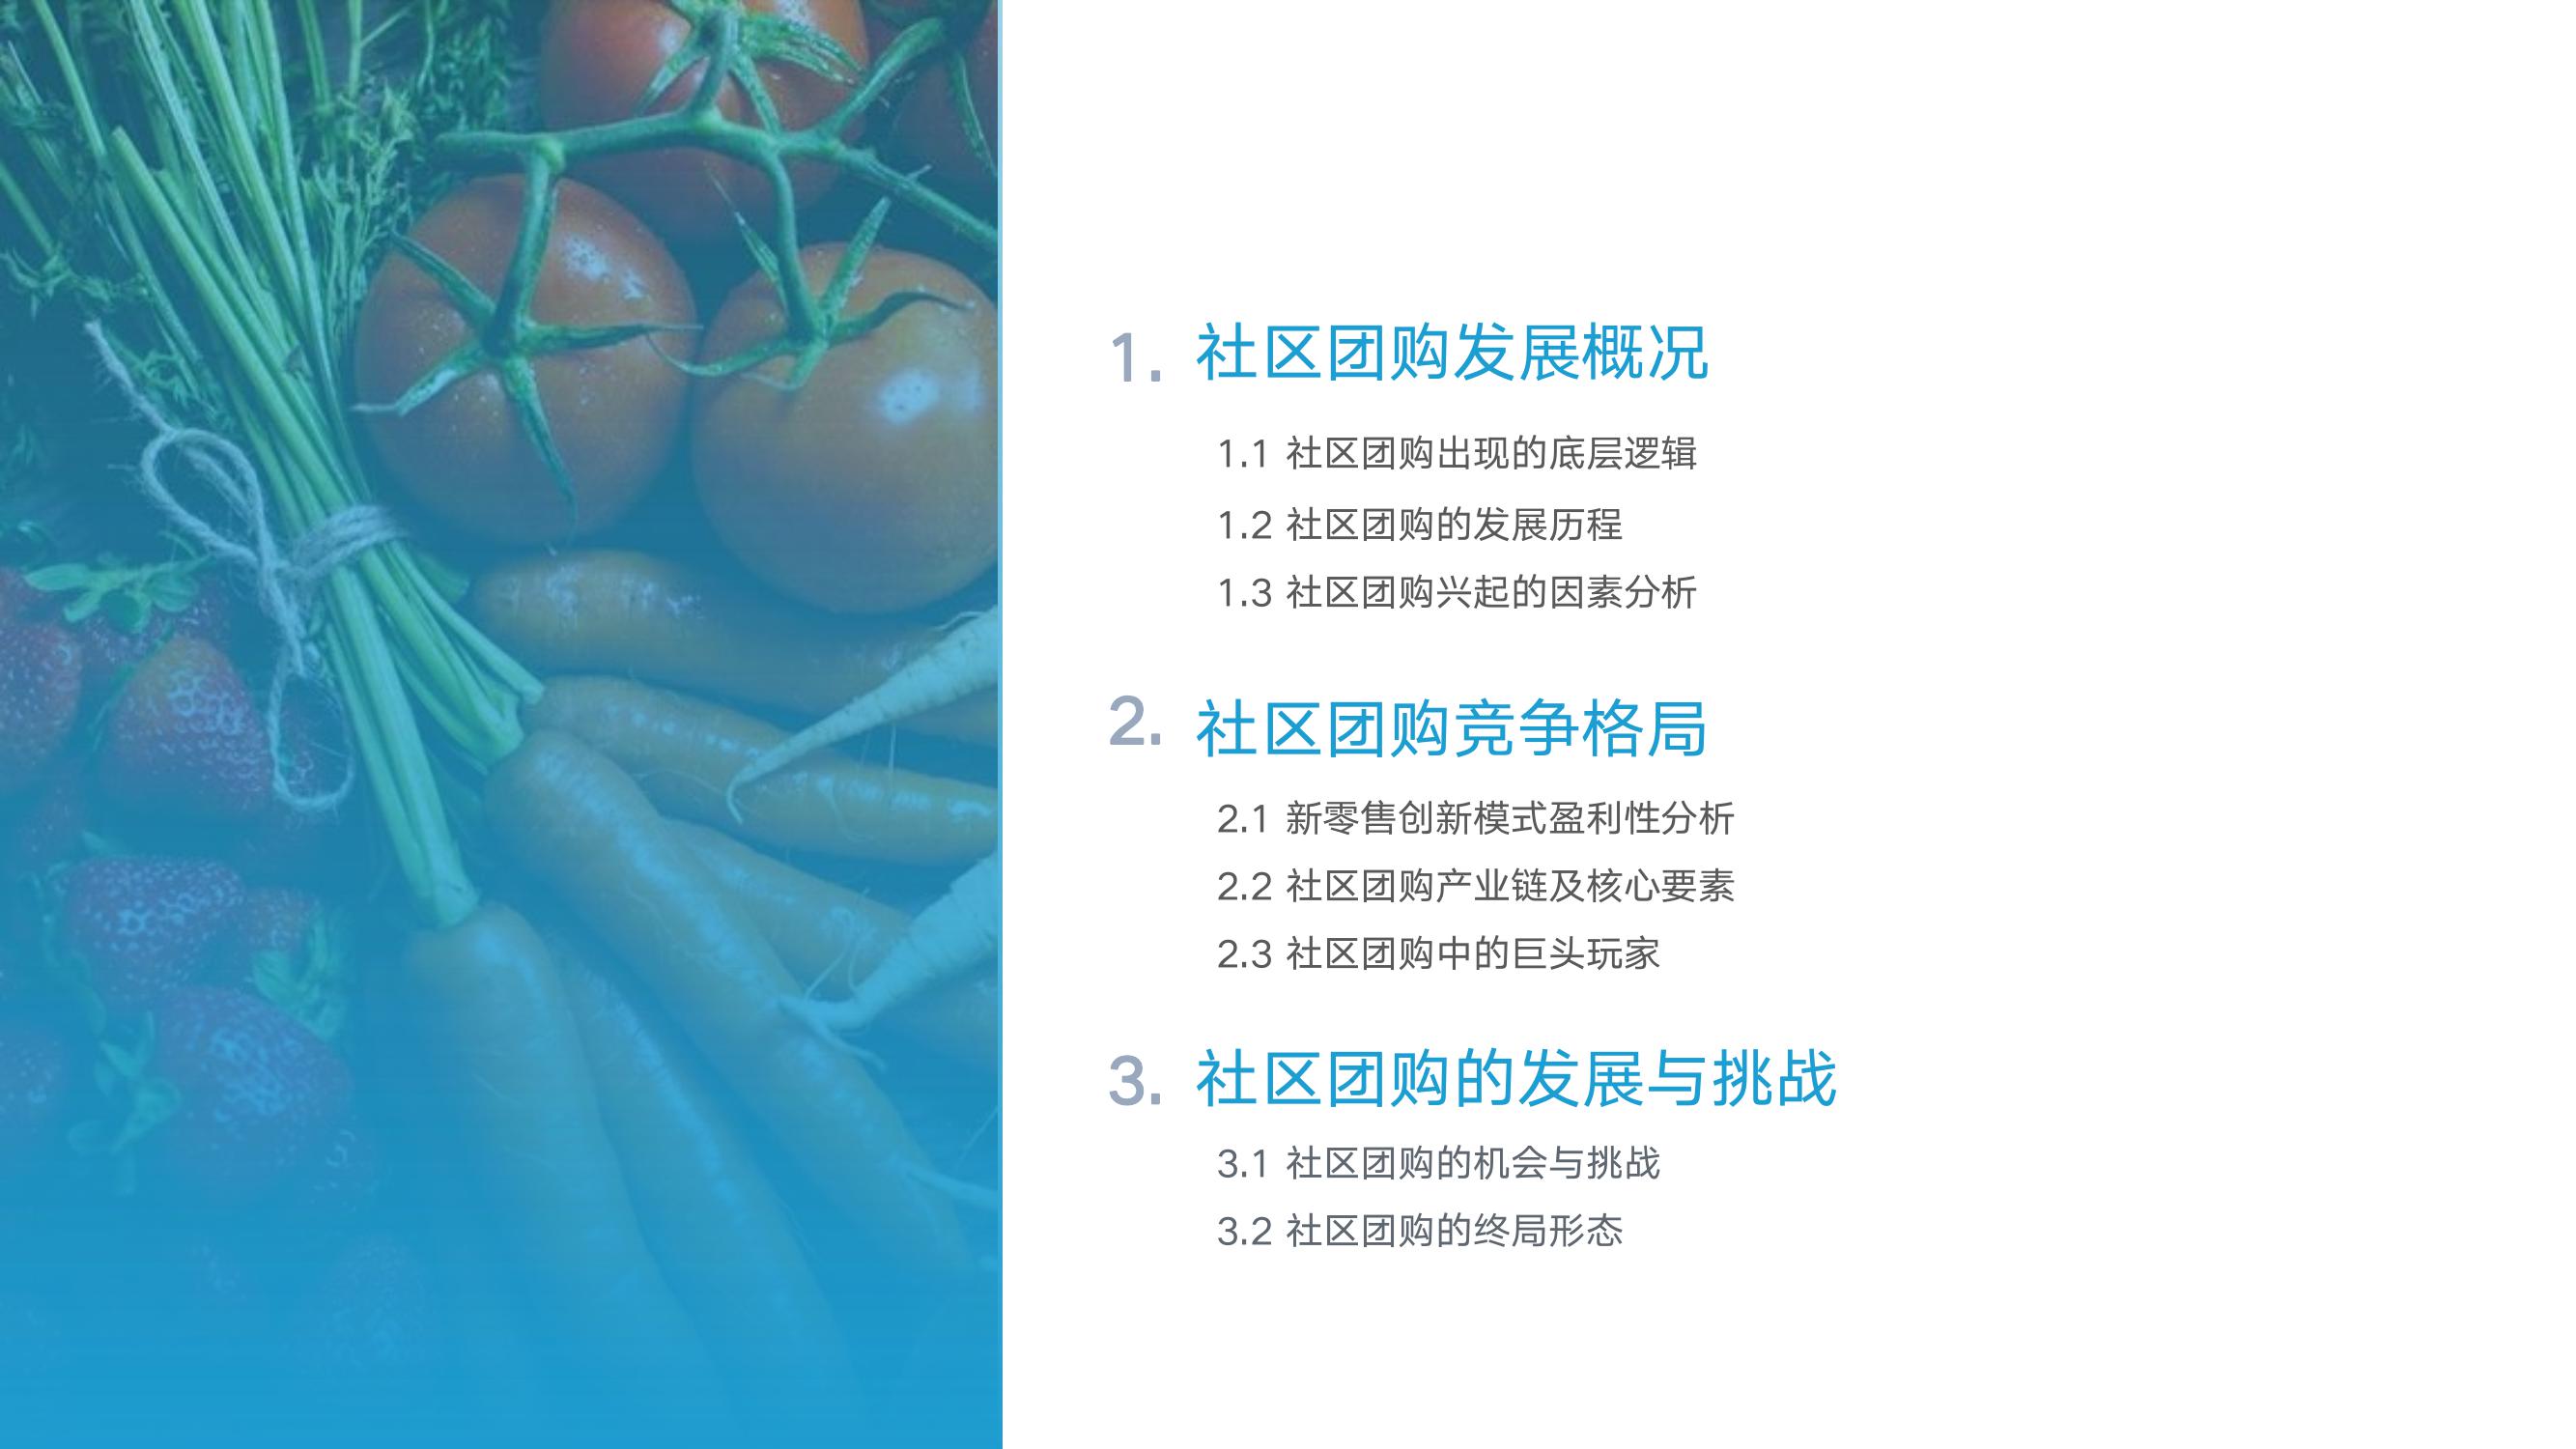 1. 社区团购发展概况
1.1 社区团购出现的底层逻辑
1.2 社区团购的发展历程
1.3 社区团购兴起的因素分析
2. 社区团购竞争格局
2.1 新零售创新模式盈利性分析
2.2 社区团购产业链及核心要素
2.3 社区团购中的巨头玩家
3. 社区团购的发展与挑战
3.1 社区团购的机会与挑战
3.2 社区团购的终局形态